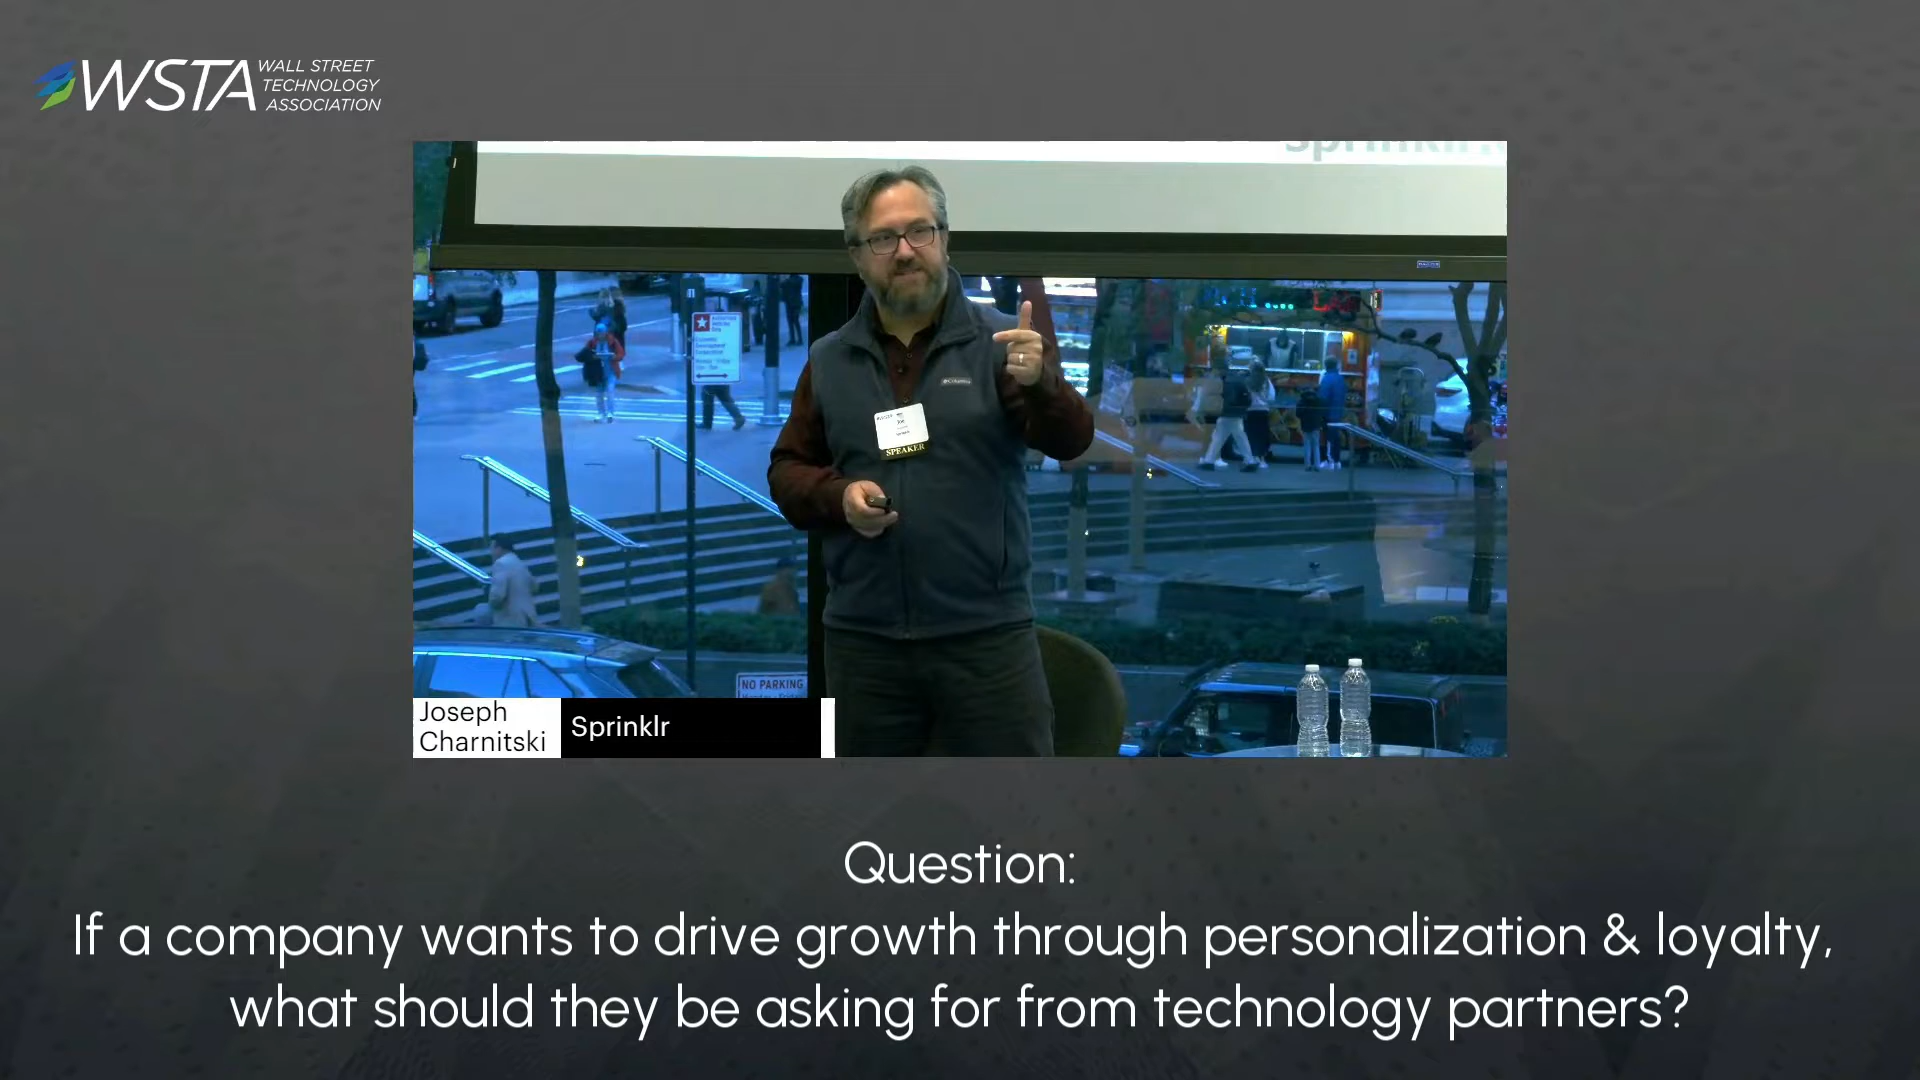 WSTA
WALL STREET
TECHNOLOGY
ASSOCIATION
Columbia
SPEAKER
NO PARKING
Joseph
Charnitski
Sprinklr
Question:
If a company wants to drive growth through personalization & loyalty,
what should they be asking for from technology partners?